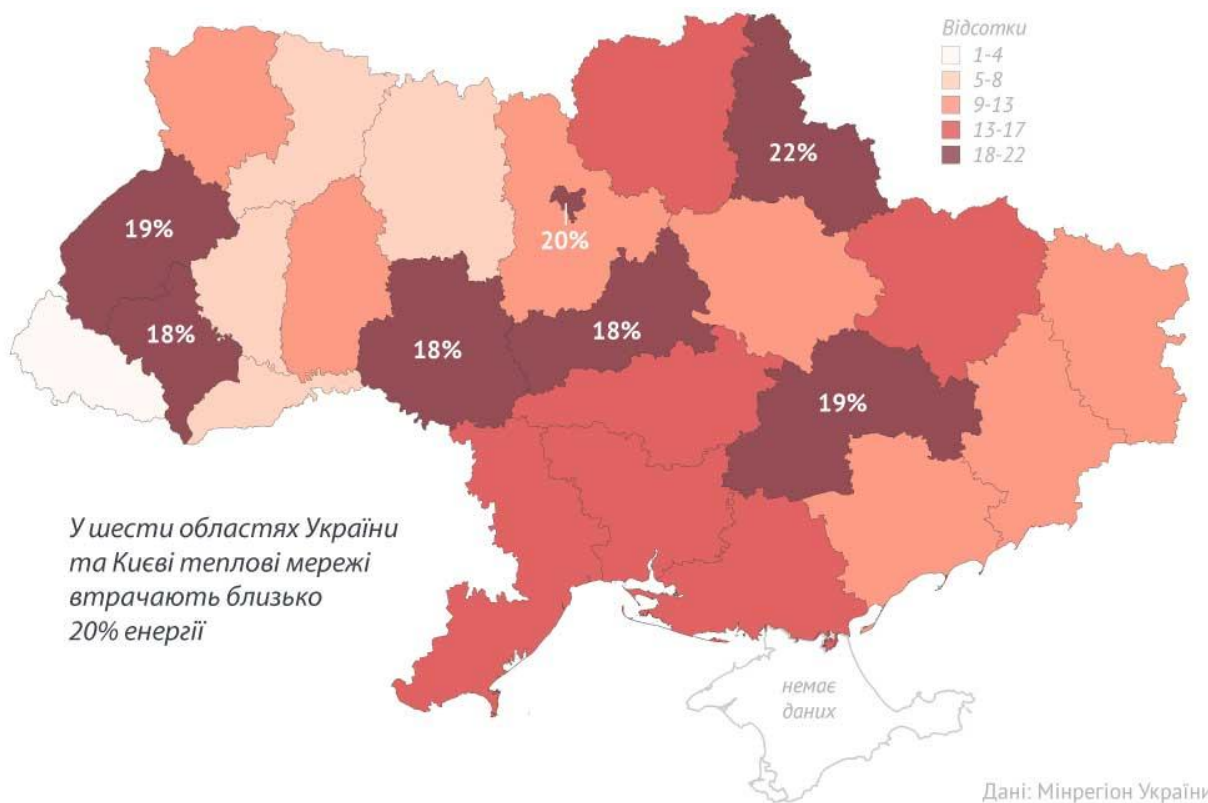 Відсотки
1-4
5-8
9-13
13-17
18-22
22%
19%
20%
18%
18%
18%
19%
У шести областях України
та Києві теплові мережі
втрачають близько
20% енергії
немає
даних
Дані: Мінрегіон України